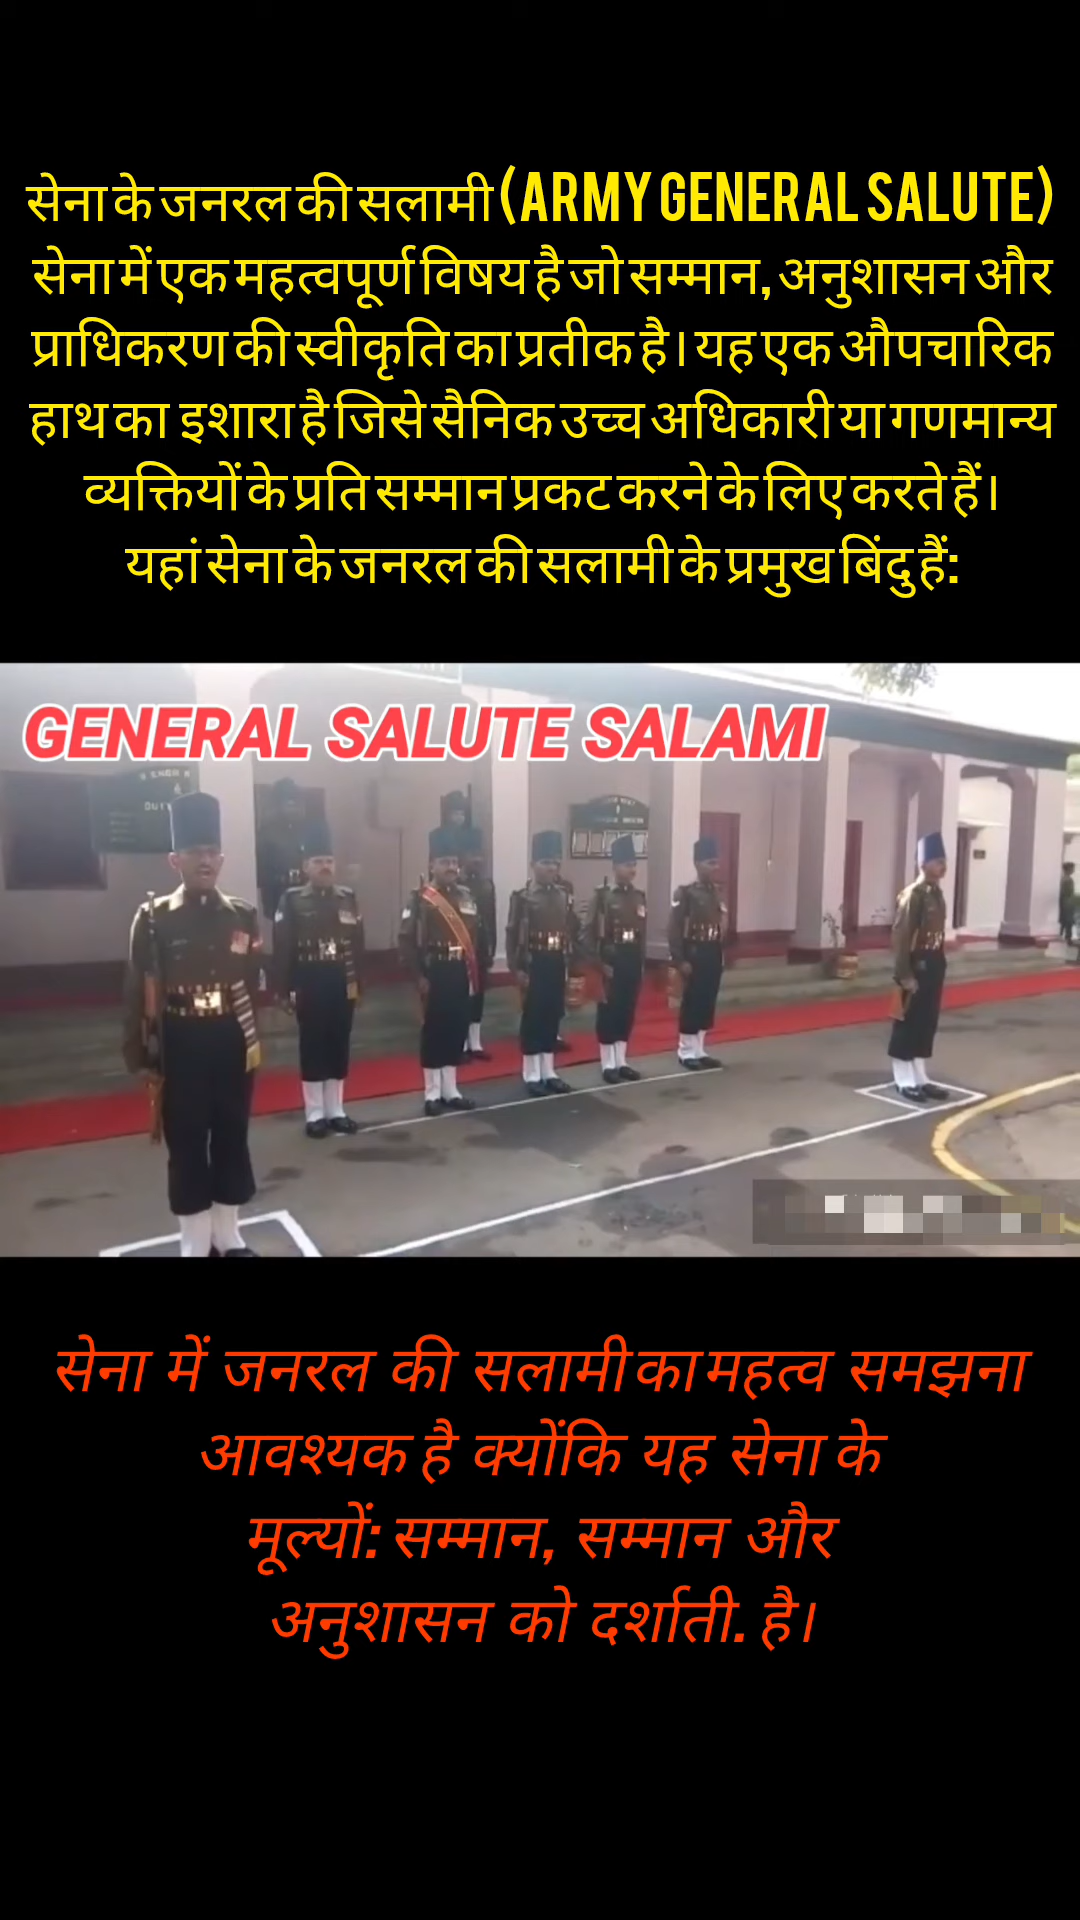 सेना के जनरल की सलामी (ARMY GENERAL SALUTE)
सेना में एक महत्वपूर्ण विषय है जो सम्मान, अनुशासन और
प्राधिकरण की स्वीकृति का प्रतीक है। यह एक औपचारिक
हाथ का इशारा है जिसे सैनिक उच्च अधिकारी या गणमान्य
व्यक्तियों के प्रति सम्मान प्रकट करने के लिए करते हैं।
यहां सेना के जनरल की सलामी के प्रमुख बिंदु हैं:
GENERAL SALUTE SALAMI
सेना में जनरल की सलामी का महत्व समझना
आवश्यक है क्योंकि यह सेना के
मूल्यों: सम्मान, सम्मान और
अनुशासन को दर्शाती. है।